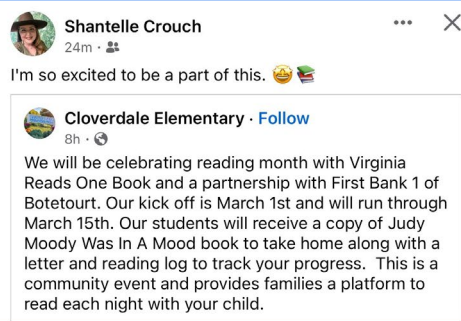 Shantelle Crouch
24m ·
I'm so excited to be a part of this. 🤩📚
Cloverdale Elementary · Follow
8h ·
We will be celebrating reading month with Virginia
Reads One Book and a partnership with First Bank 1 of
Botetourt. Our kick off is March 1st and will run through
March 15th. Our students will receive a copy of Judy
Moody Was In A Mood book to take home along with a
letter and reading log to track your progress.  This is a
community event and provides families a platform to
read each night with your child.